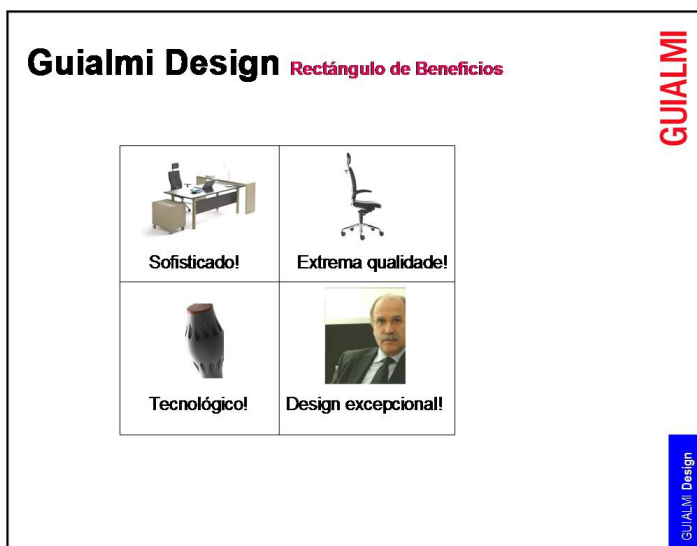 Guialmi Design Rectángulo de Beneficios
GUIALMI
Sofisticado!
Extrema qualidade!
Tecnológico!
Design excepcional!
GUIALMI Design